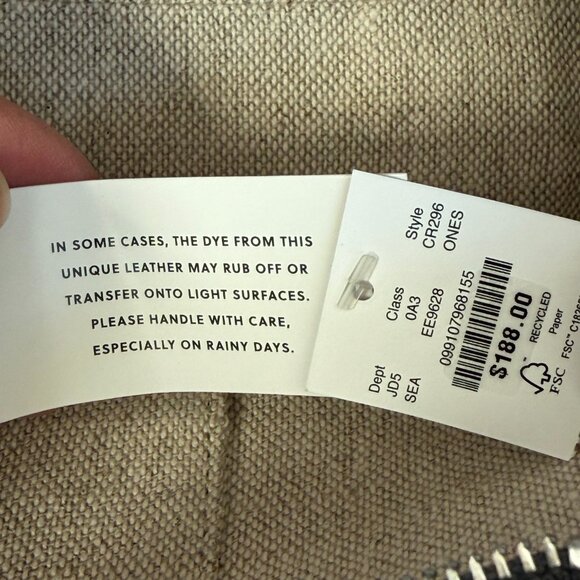 IN SOME CASES, THE DYE FROM THIS
UNIQUE LEATHER MAY RUB OFF OR
TRANSFER ONTO LIGHT SURFACES.
PLEASE HANDLE WITH CARE,
ESPECIALLY ON RAINY DAYS.
Dept Class Style
JD5 0A3 CR296
SEA EE9628 ONES
099107968155
$188.00
RECYCLED
Paper
FSC FSC™